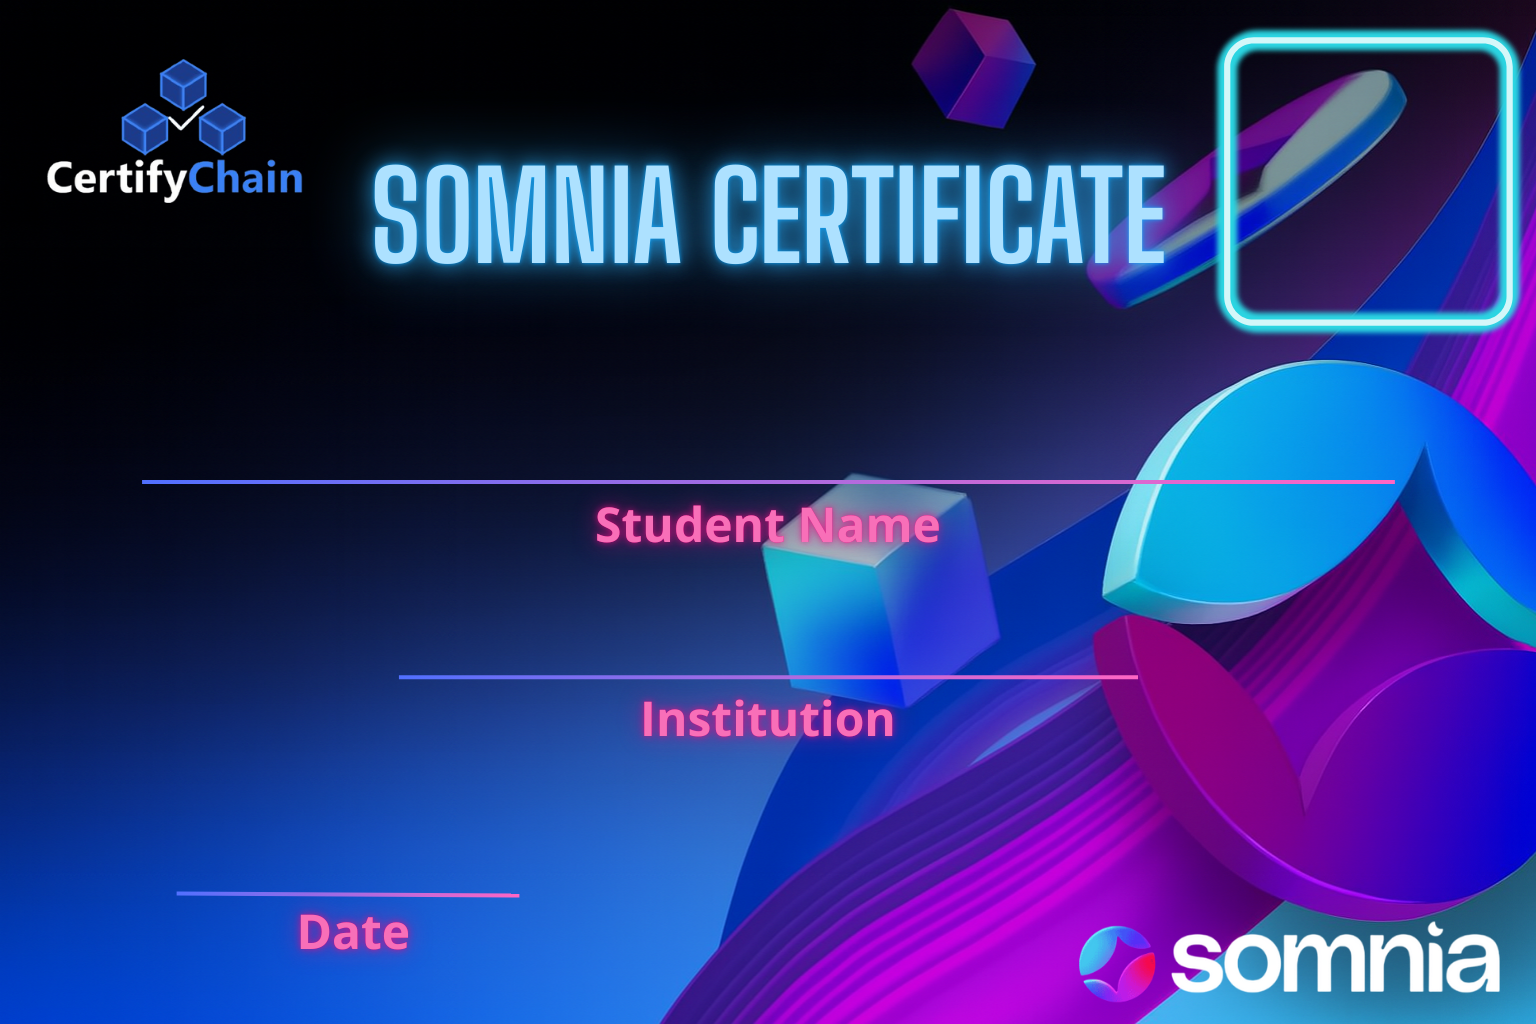 CertifyChain
SOMNIA CERTIFICATE
Student Name
Institution
Date
somnia